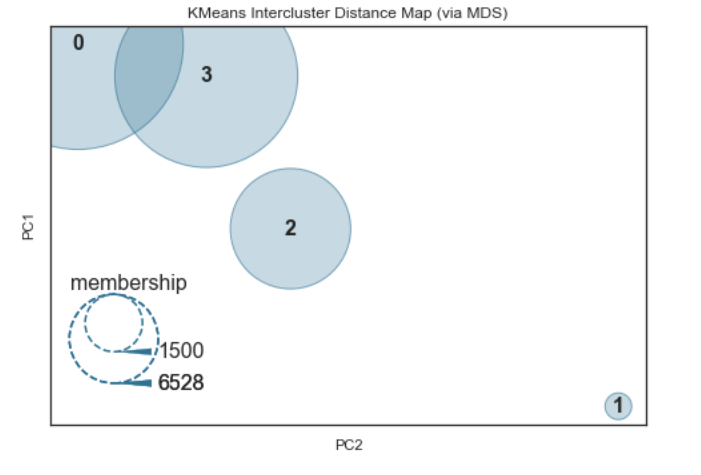 KMeans Intercluster Distance Map (via MDS)
0
3
2
PC1
membership
1500
6528
1
PC2